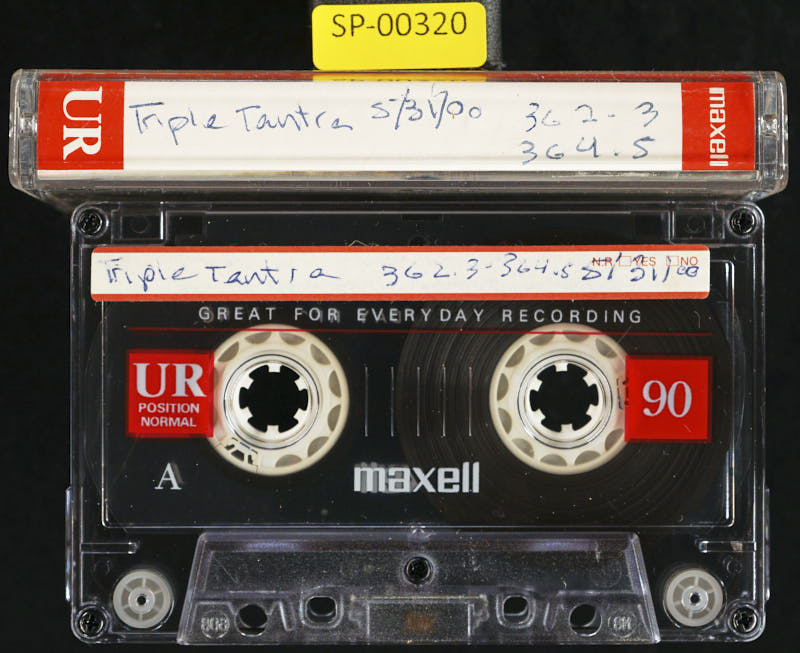 SP-00320
UR
Triple Tantra 5/31/00 362.3
364.5
maxell
Triple Tantra 362.3-364.5 5/31/00
N.R. □YES □NO
GREAT FOR EVERYDAY RECORDING
UR
POSITION
NORMAL
90
A
maxell